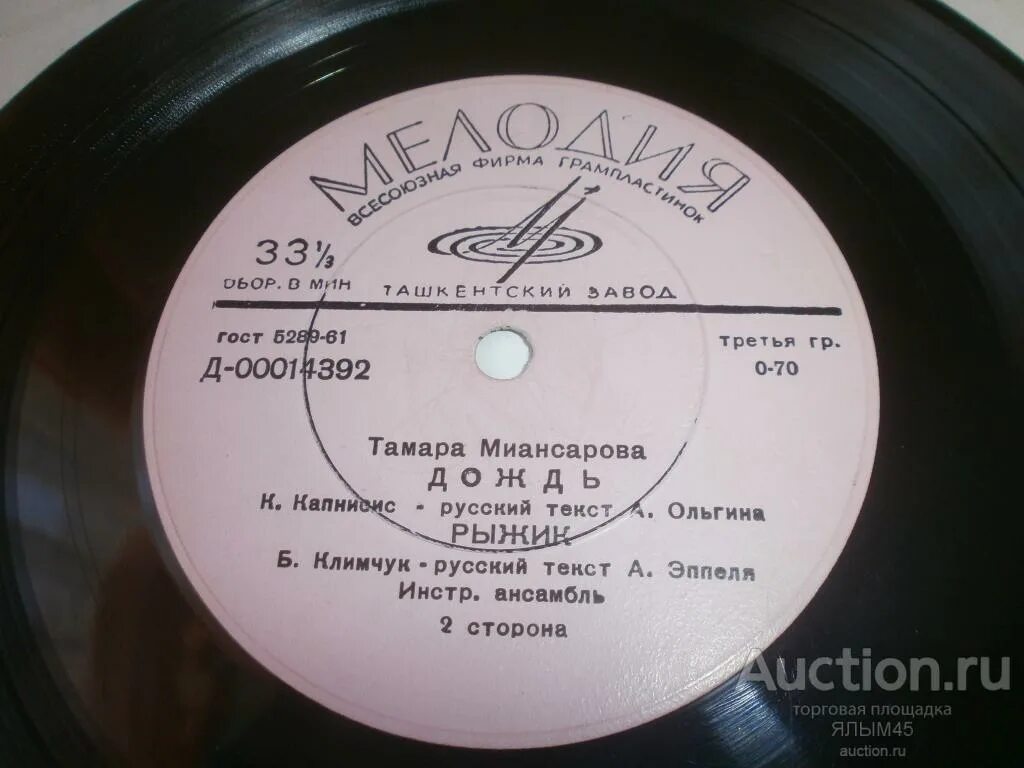 МЕЛОДИЯ
ВСЕСОЮЗНАЯ ФИРМА ГРАМПЛАСТИНОК
33⅓
ОБОР. В МИН
ТАШКЕНТСКИЙ ЗАВОД
гост 5289-61
третья гр.
Д-00014392
0-70
Тамара Миансарова
ДОЖДЬ
К. Капнисис - русский текст А. Ольгина
РЫЖИК
Б. Климчук - русский текст А. Эппеля
Инстр. ансамбль
2 сторона
Auction.ru
торговая площадка
ЯЛЫМ45
auction.ru